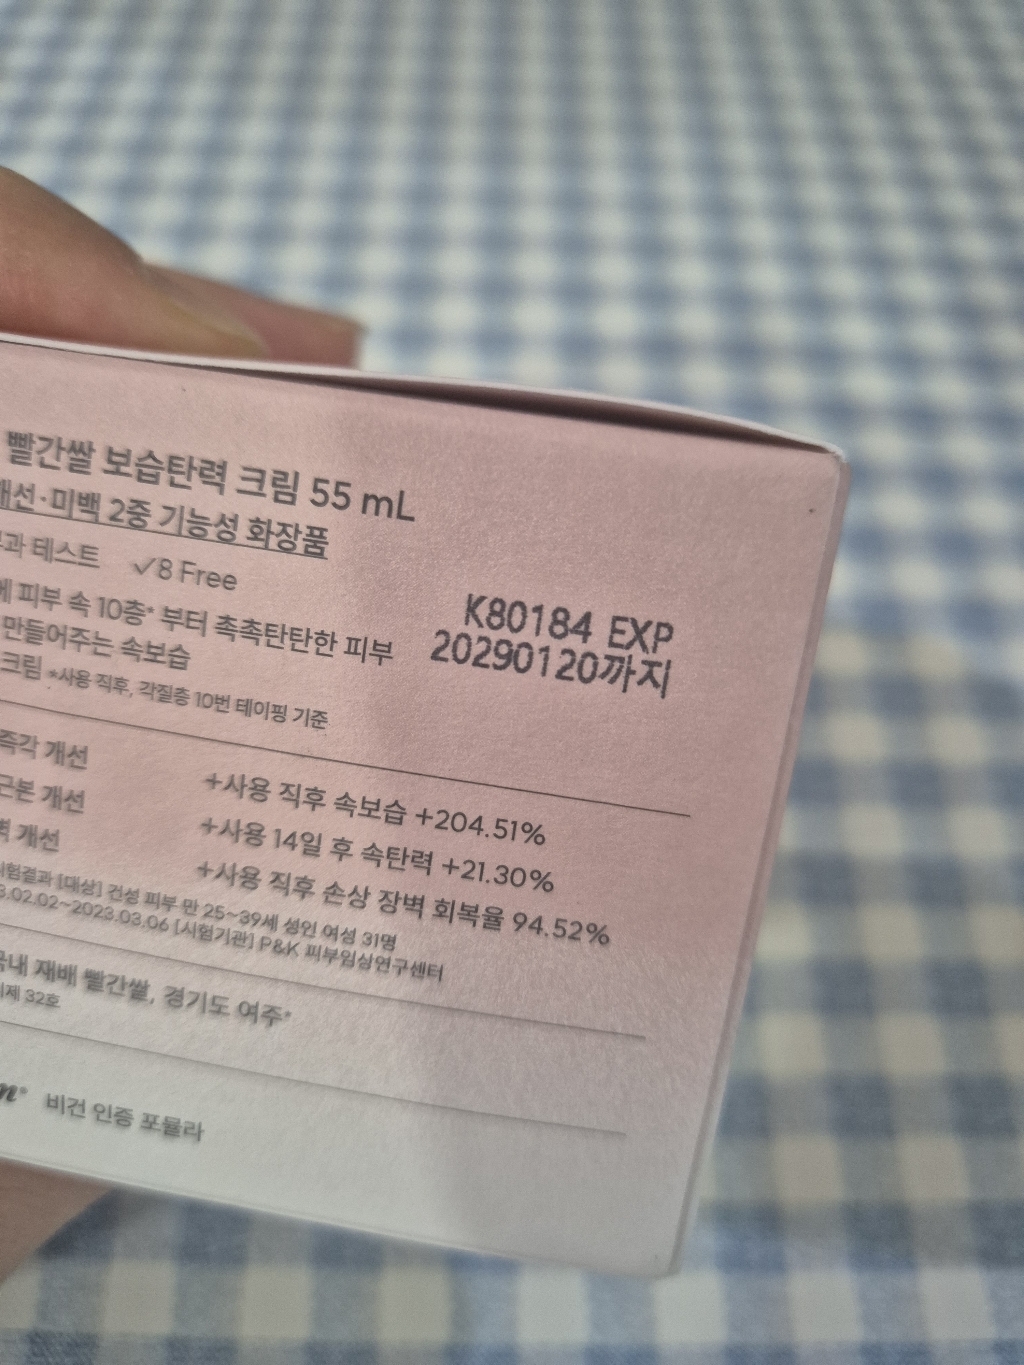 빨간쌀 보습탄력 크림 55 mL
개선·미백 2중 기능성 화장품
테스트 ✓8 Free
피부 속 10층* 부터 촉촉탄탄한 피부
만들어주는 속보습
크림 *사용 직후, 각질층 10번 테이핑 기준
K80184 EXP
20290120까지
즉각 개선 +사용 직후 속보습 +204.51%
근본 개선 +사용 14일 후 속탄력 +21.30%
개선 +사용 직후 손상 장벽 회복율 94.52%
시험결과 [대상] 건성 피부 만 25~39세 성인 여성 31명
3.02.02~2023.03.06 [시험기관] P&K 피부임상연구센터
국내 재배 빨간쌀, 경기도 여주*
제 32호
비건 인증 포뮬라